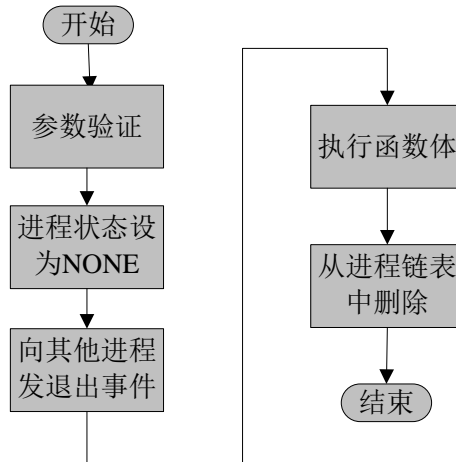 开始
参数验证
进程状态设
为NONE
向其他进程
发退出事件
执行函数体
从进程链表
中删除
结束